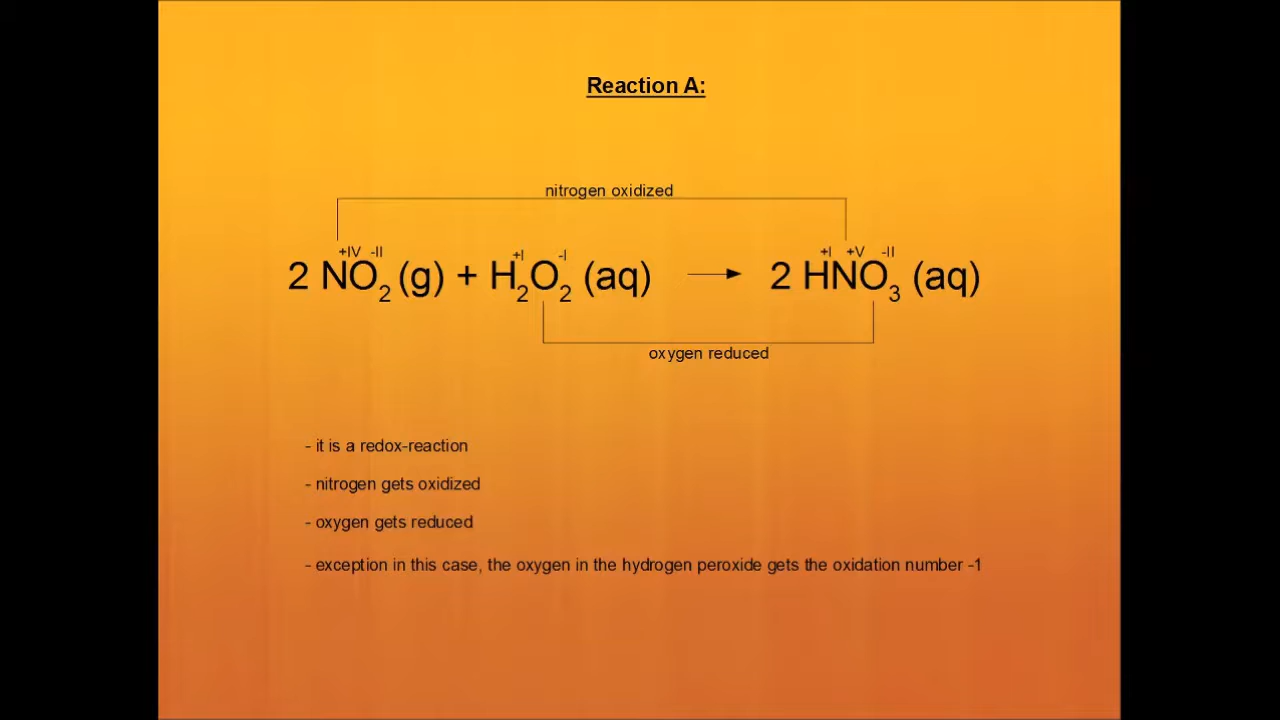 Reaction A:
nitrogen oxidized
+IV -II +I -I +I +V -II
2 NO2 (g) + H2O2 (aq) → 2 HNO3 (aq)
oxygen reduced
- it is a redox-reaction
- nitrogen gets oxidized
- oxygen gets reduced
- exception in this case, the oxygen in the hydrogen peroxide gets the oxidation number -1